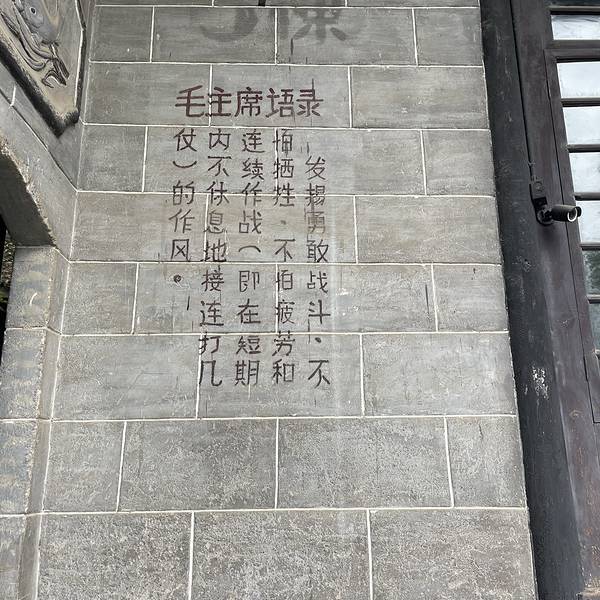 毛主席语录
发揚勇敢战斗、不
怕牺牲、不怕疲劳和
连续作战（即在短期
内不休息地接连打几
仗）的作风。